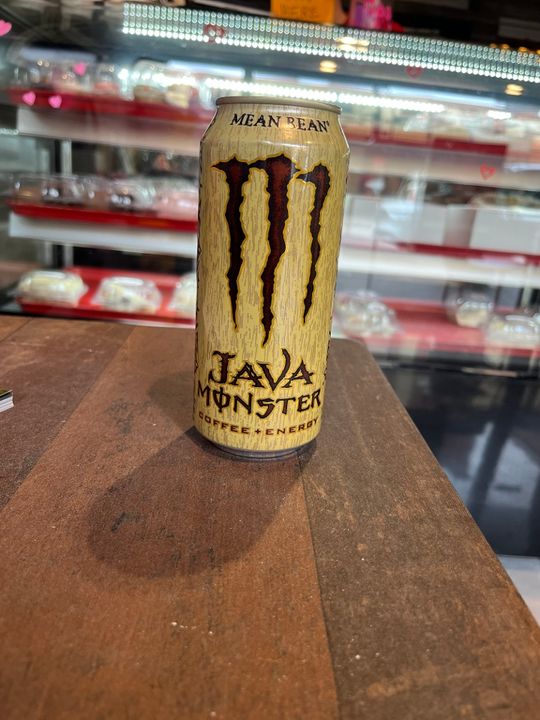 MEAN BEAN®
JAVA
MONSTER
COFFEE + ENERGY